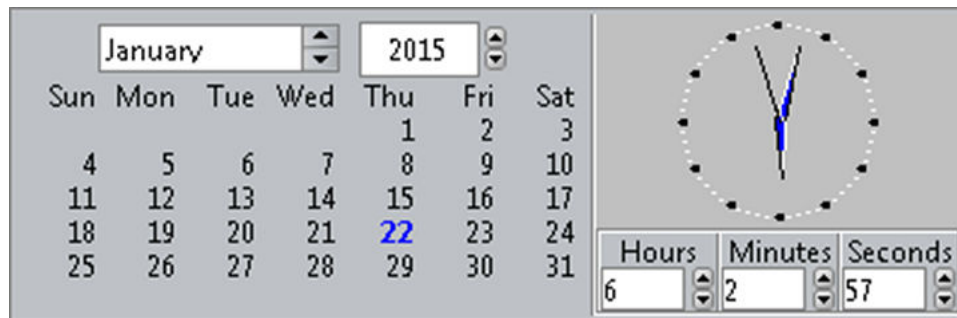 January 2015
Sun Mon Tue Wed Thu Fri Sat
1 2 3
4 5 6 7 8 9 10
11 12 13 14 15 16 17
18 19 20 21 22 23 24
25 26 27 28 29 30 31
Hours Minutes Seconds
6 2 57